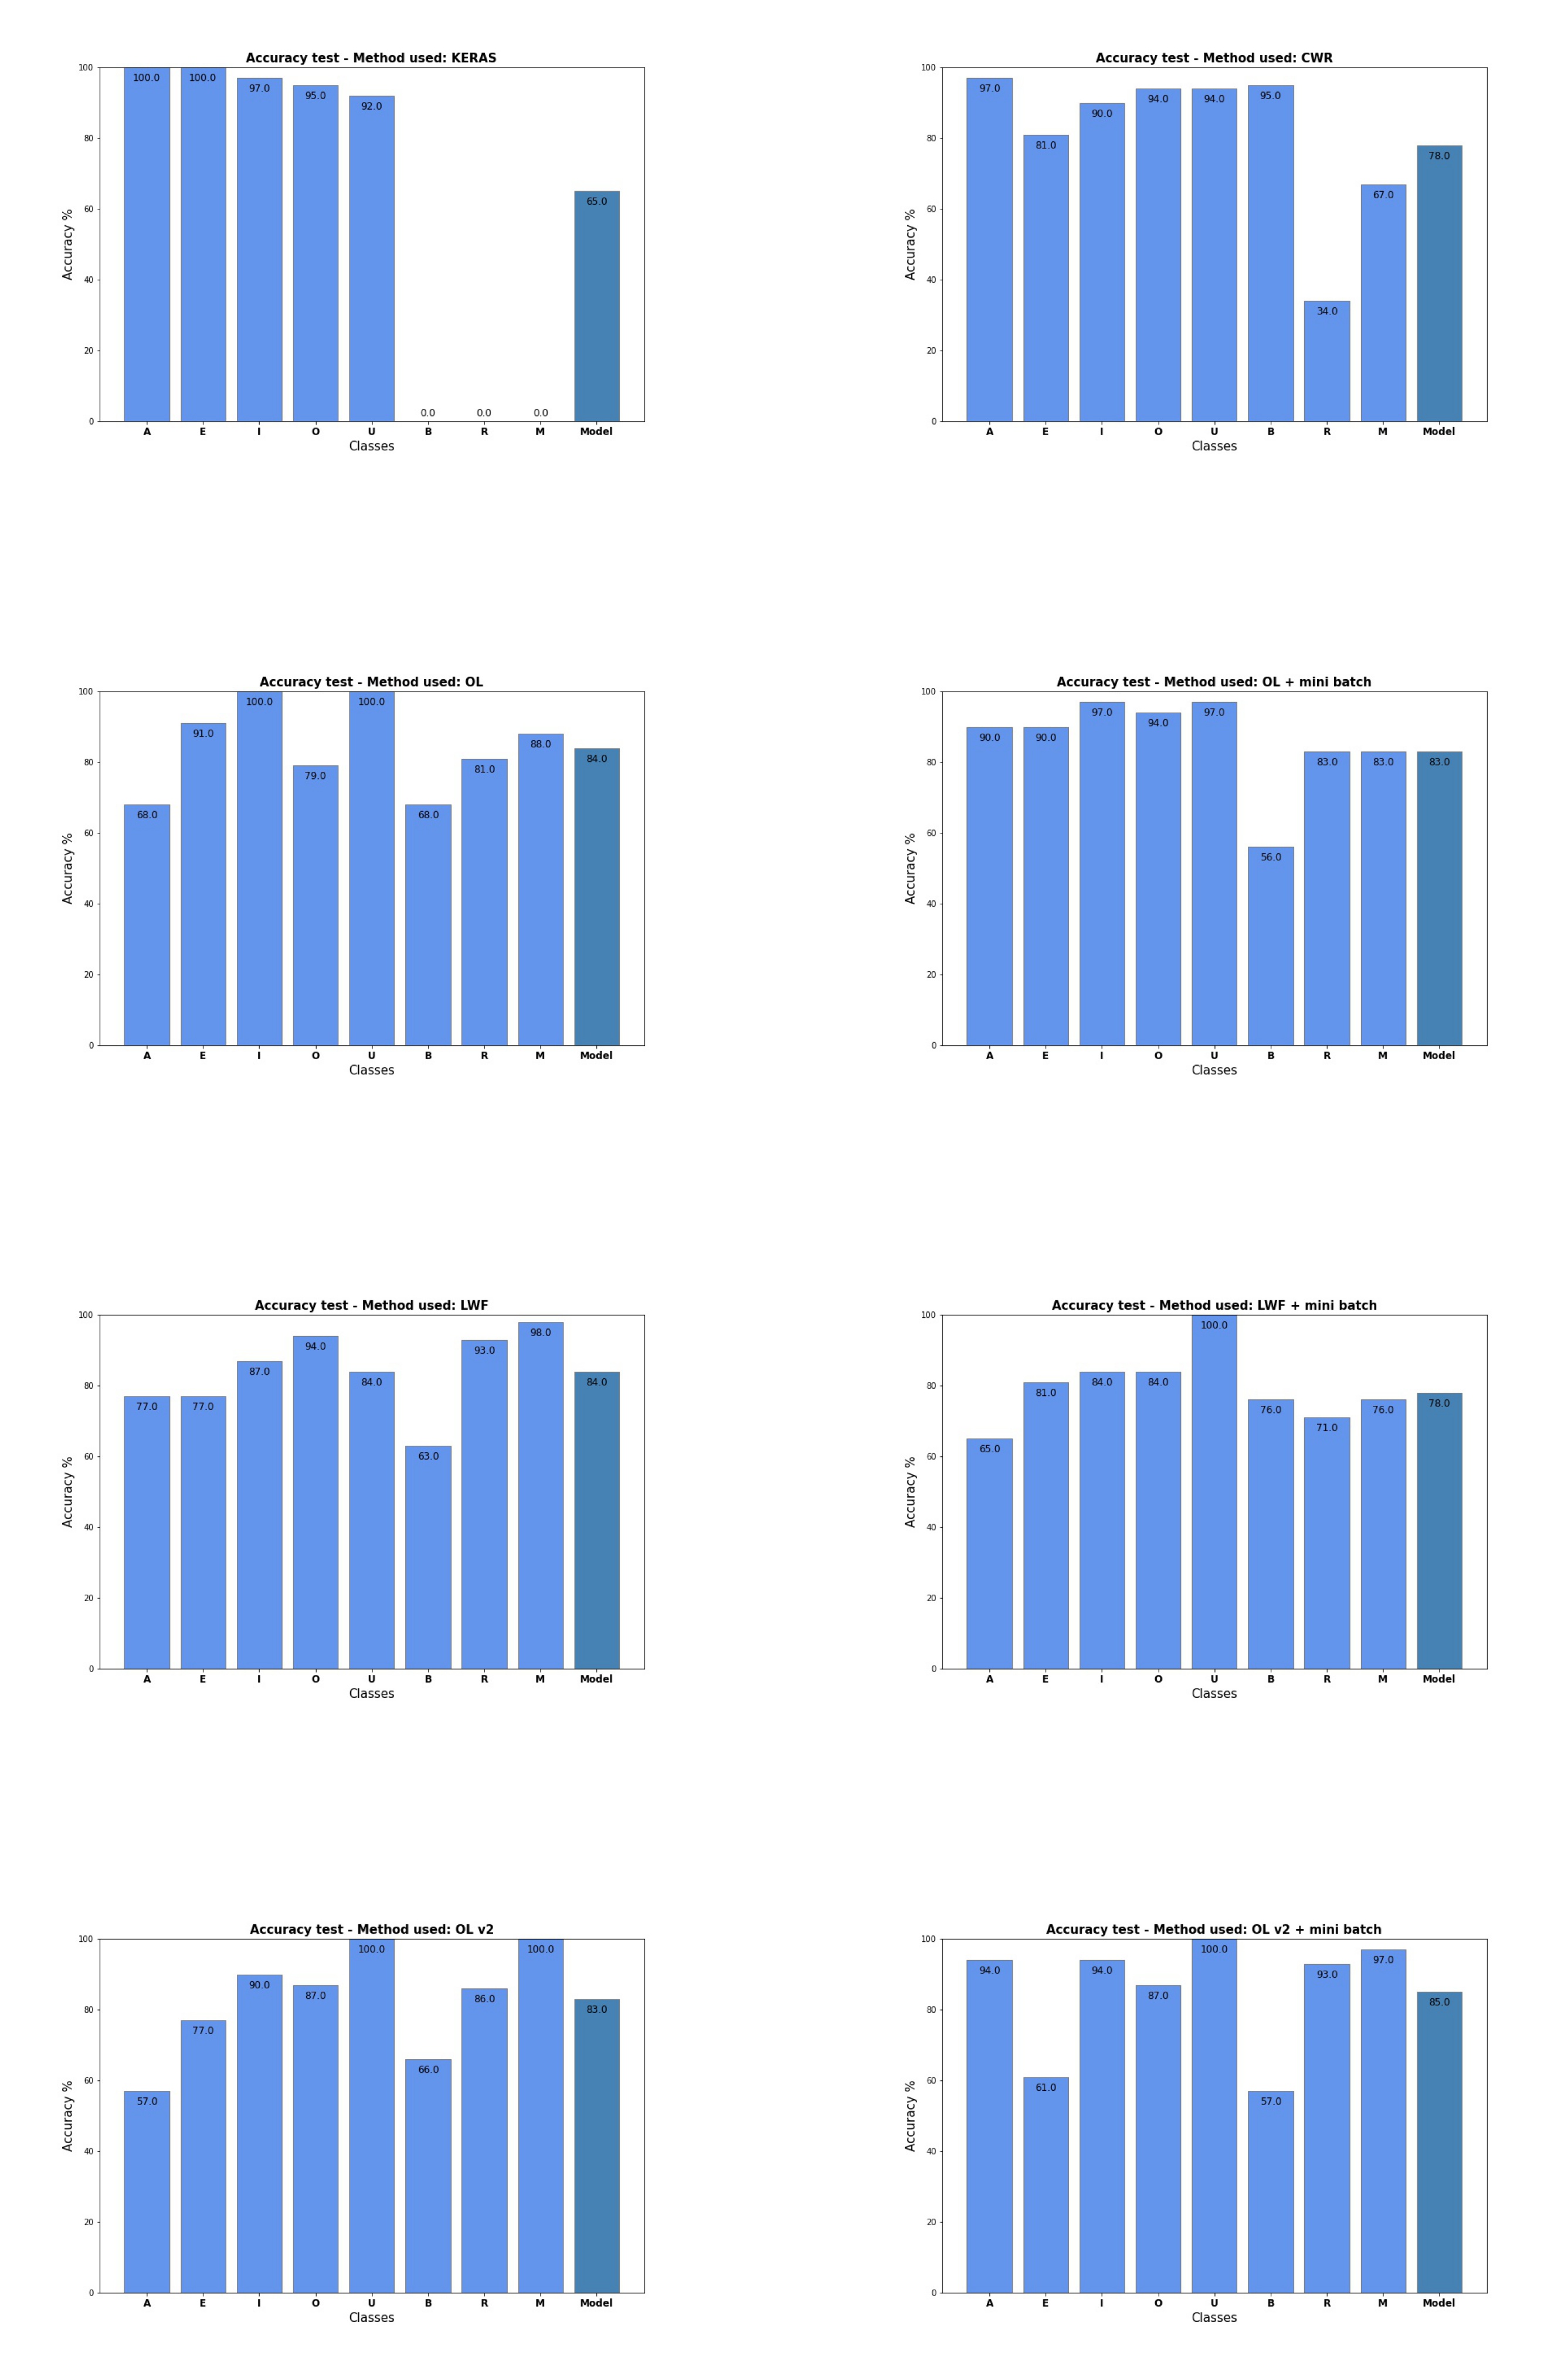 Accuracy test - Method used: KERAS
100
80
60
40
20
0
Accuracy %
100.0 100.0 97.0 95.0 92.0 0.0 0.0 0.0 65.0
A E I O U B R M Model
Classes
Accuracy test - Method used: CWR
100
80
60
40
20
0
Accuracy %
97.0 81.0 90.0 94.0 94.0 95.0 34.0 67.0 78.0
A E I O U B R M Model
Classes
Accuracy test - Method used: OL
100
80
60
40
20
0
Accuracy %
68.0 91.0 100.0 79.0 100.0 68.0 81.0 88.0 84.0
A E I O U B R M Model
Classes
Accuracy test - Method used: OL + mini batch
100
80
60
40
20
0
Accuracy %
90.0 90.0 97.0 94.0 97.0 56.0 83.0 83.0 83.0
A E I O U B R M Model
Classes
Accuracy test - Method used: LWF
100
80
60
40
20
0
Accuracy %
77.0 77.0 87.0 94.0 84.0 63.0 93.0 98.0 84.0
A E I O U B R M Model
Classes
Accuracy test - Method used: LWF + mini batch
100
80
60
40
20
0
Accuracy %
65.0 81.0 84.0 84.0 100.0 76.0 71.0 76.0 78.0
A E I O U B R M Model
Classes
Accuracy test - Method used: OL v2
100
80
60
40
20
0
Accuracy %
57.0 77.0 90.0 87.0 100.0 66.0 86.0 100.0 83.0
A E I O U B R M Model
Classes
Accuracy test - Method used: OL v2 + mini batch
100
80
60
40
20
0
Accuracy %
94.0 61.0 94.0 87.0 100.0 57.0 93.0 97.0 85.0
A E I O U B R M Model
Classes